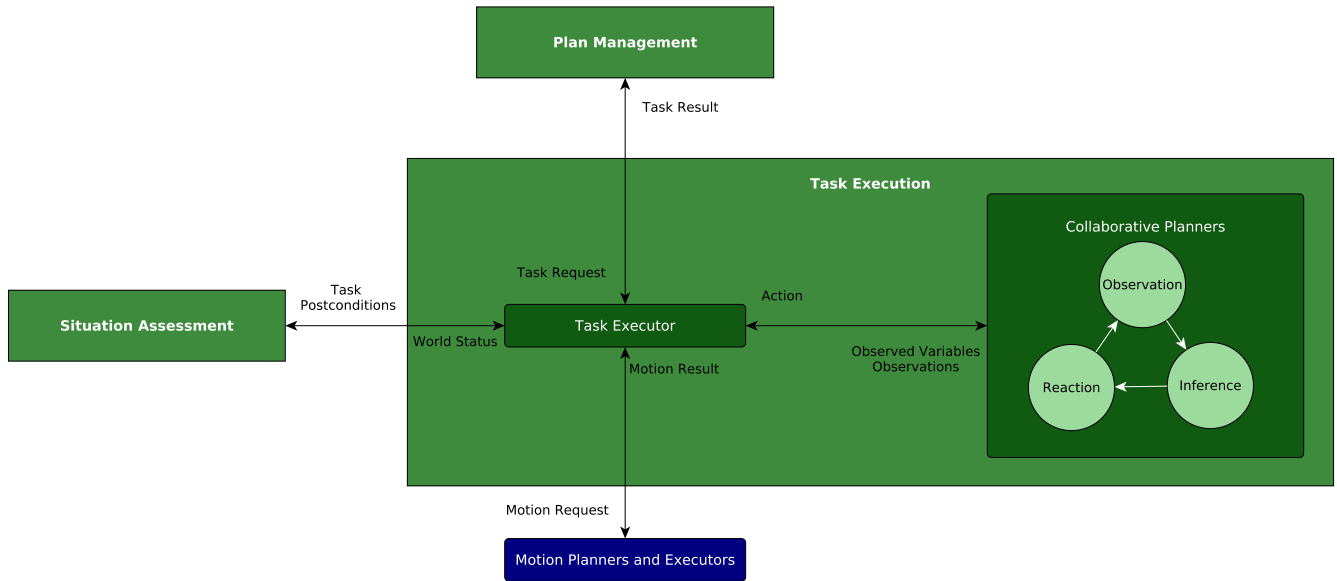 Plan Management
Task Result
Task Execution
Collaborative Planners
Task Request
Observation
Task
Postconditions
Action
Situation Assessment
Task Executor
World Status
Observed Variables
Observations
Motion Result
Reaction
Inference
Motion Request
Motion Planners and Executors